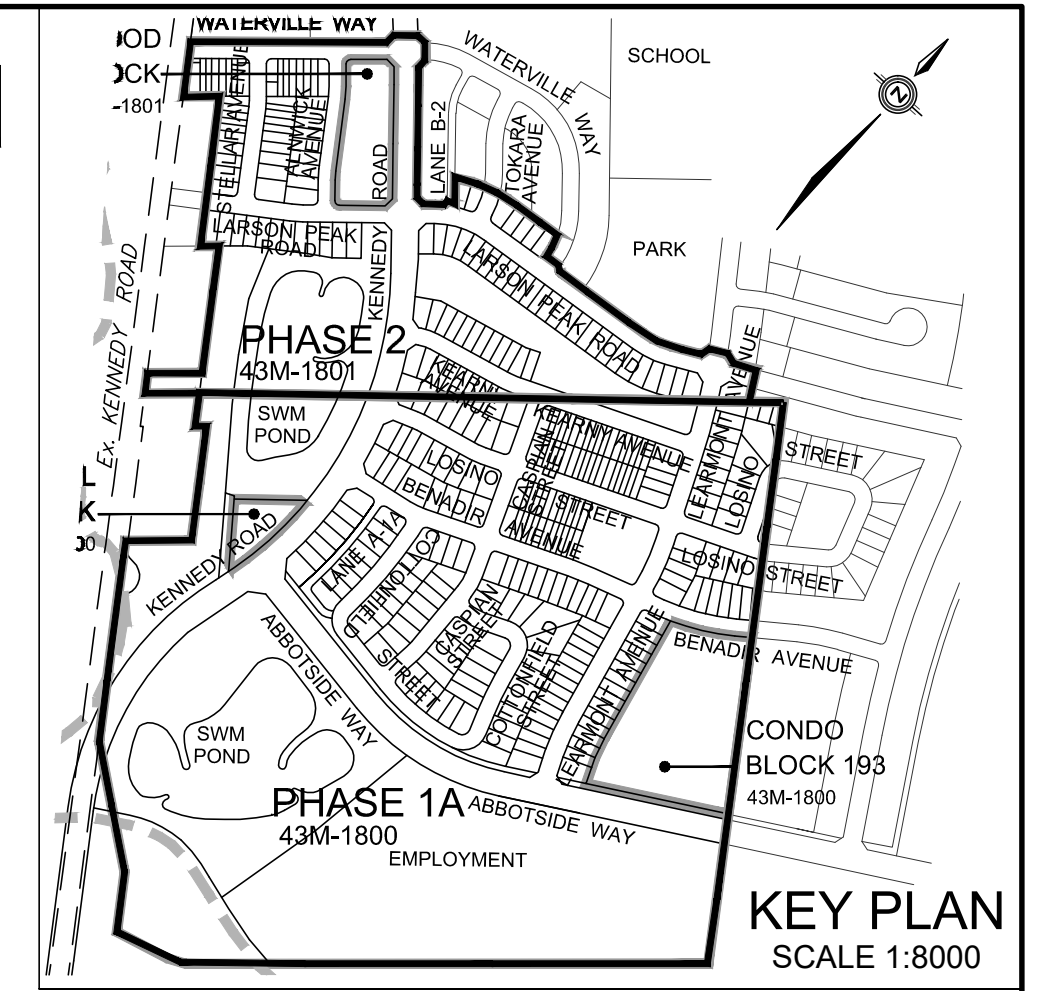 WATERVILLE WAY
OD
CK
-1801
WATERVILLE WAY
SCHOOL
N
STELLAR AVENUE
ALNWICK
AVENUE
ROAD
LANE B-2
TOKARA
AVENUE
LARSON PEAK
ROAD
KENNEDY
PARK
LARSON PEAK ROAD
Ex. KENNEDY ROAD
PHASE 2
43M-1801
SWM
POND
KEARNY
AVENUE
KEARNY AVENUE
LEARMONT AVENUE
LOSINO
STREET
LOSINO
CASPIAN
STREET
STREET
BENADIR
AVENUE
L
K
00
KENNEDY ROAD
LANE A-1A
COTTONFIELD
STREET
CASPIAN
STREET
COTTONFIELD
STREET
LOSINO STREET
LEARMONT AVENUE
BENADIR AVENUE
ABBOTSIDE WAY
SWM
POND
CONDO
BLOCK 193
43M-1800
PHASE 1A
43M-1800
ABBOTSIDE WAY
EMPLOYMENT
KEY PLAN
SCALE 1:8000